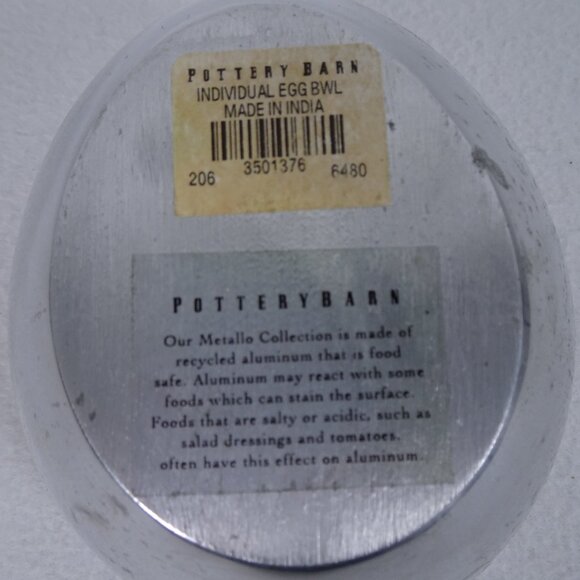 POTTERY BARN
INDIVIDUAL EGG BWL
MADE IN INDIA
206 3501376 6480
POTTERYBARN
Our Metallo Collection is made of
recycled aluminum that is food
safe. Aluminum may react with some
foods which can stain the surface.
Foods that are salty or acidic, such as
salad dressings and tomatoes,
often have this effect on aluminum.